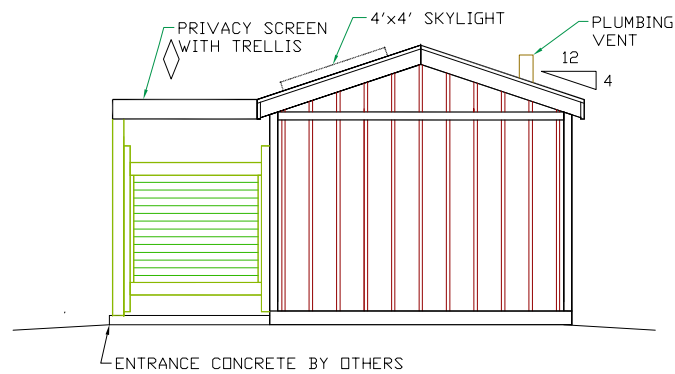 4'x4' SKYLIGHT
PRIVACY SCREEN
WITH TRELLIS
PLUMBING
VENT
12
4
ENTRANCE CONCRETE BY OTHERS